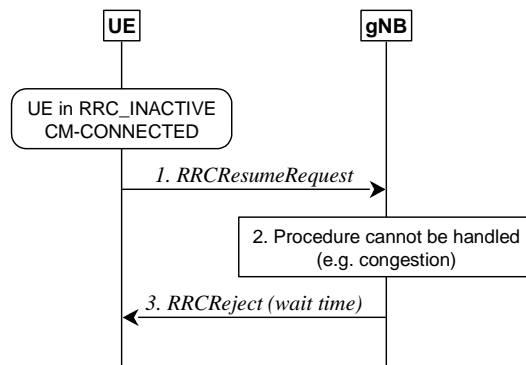 UE
gNB
UE in RRC_INACTIVE
CM-CONNECTED
1. RRCResumeRequest
2. Procedure cannot be handled
(e.g. congestion)
3. RRCReject (wait time)